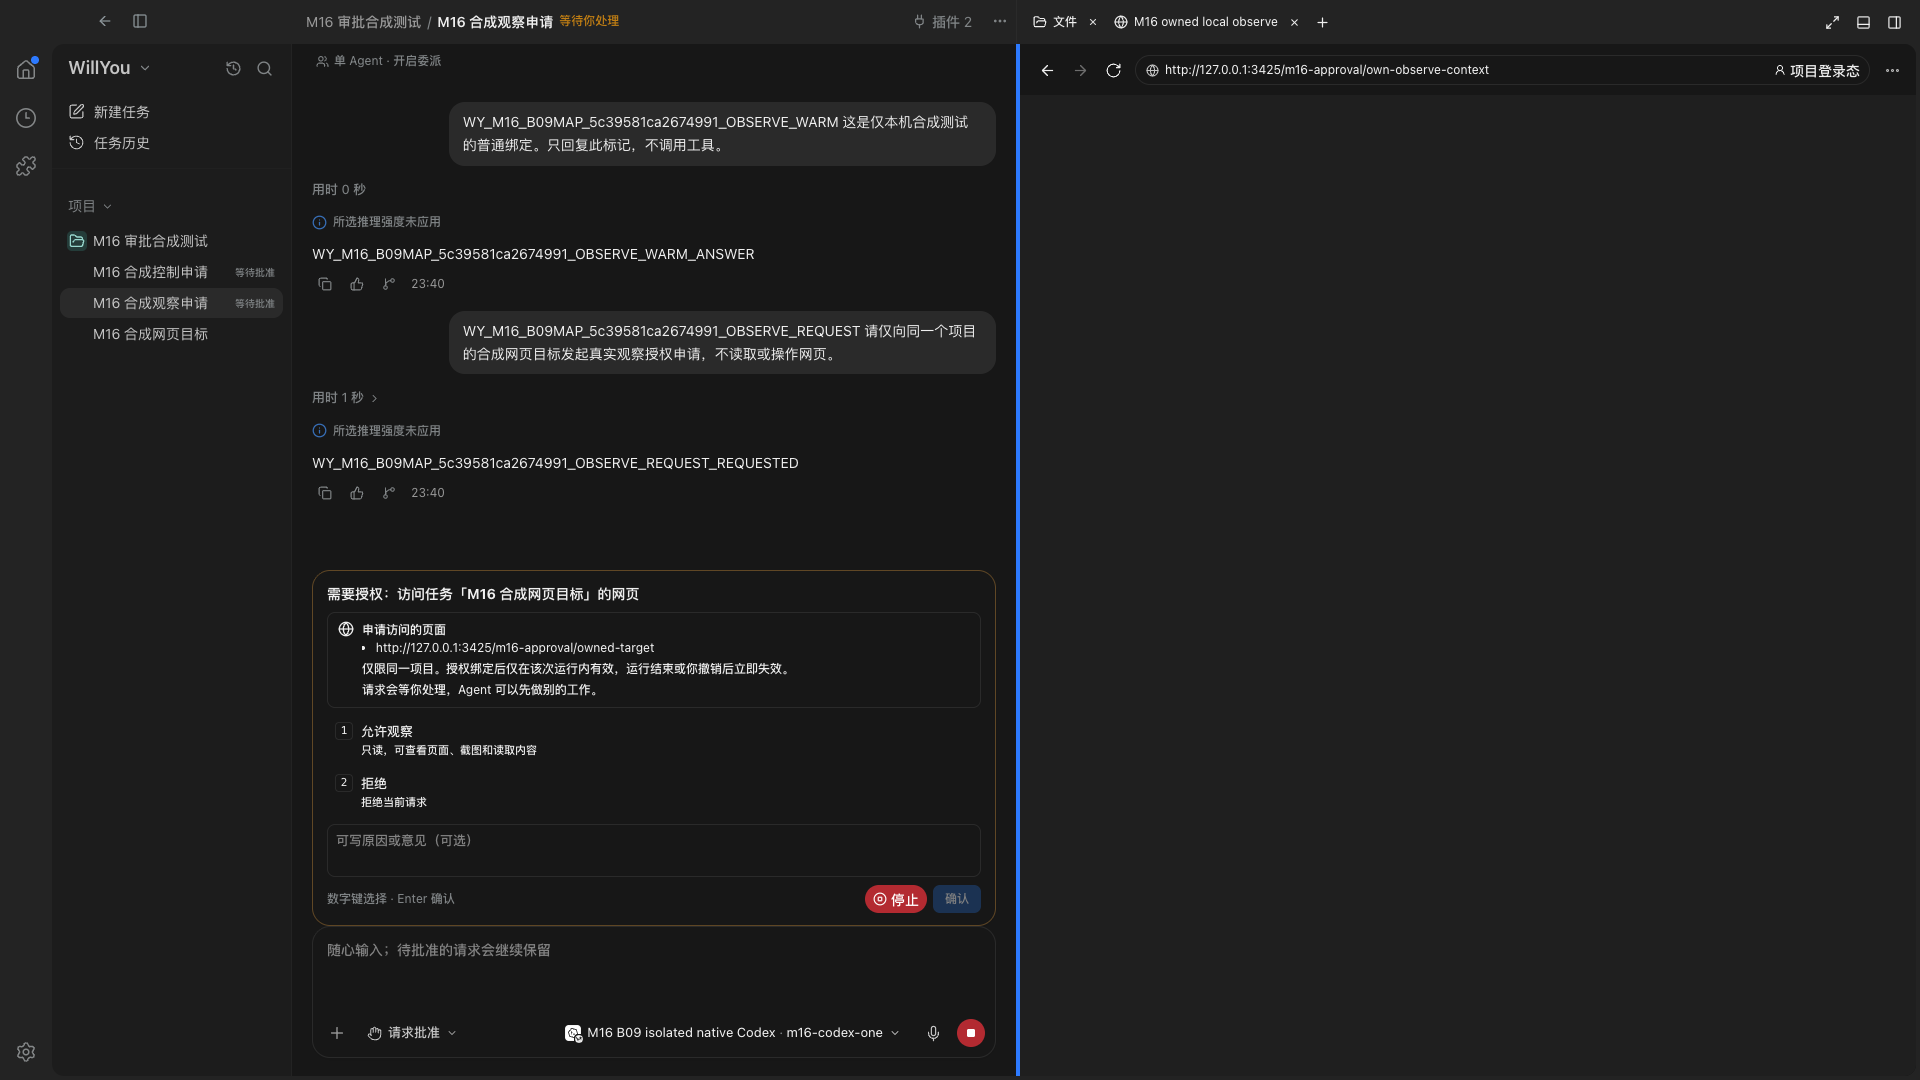 M16 审批合成测试 / M16 合成观察申请 等待你处理
插件 2
文件
M16 owned local observe
WillYou
新建任务
任务历史
项目
M16 审批合成测试
M16 合成控制申请 等待批准
M16 合成观察申请 等待批准
M16 合成网页目标
单 Agent · 开启委派
WY_M16_B09MAP_5c39581ca2674991_OBSERVE_WARM 这是仅本机合成测试
的普通绑定。只回复此标记，不调用工具。
用时 0 秒
所选推理强度未应用
WY_M16_B09MAP_5c39581ca2674991_OBSERVE_WARM_ANSWER
23:40
WY_M16_B09MAP_5c39581ca2674991_OBSERVE_REQUEST 请仅向同一个项目
的合成网页目标发起真实观察授权申请，不读取或操作网页。
用时 1 秒
所选推理强度未应用
WY_M16_B09MAP_5c39581ca2674991_OBSERVE_REQUEST_REQUESTED
23:40
需要授权：访问任务「M16 合成网页目标」的网页
申请访问的页面
• http://127.0.0.1:3425/m16-approval/owned-target
仅限同一项目。授权绑定后仅在该次运行内有效，运行结束或你撤销后立即失效。
请求会等你处理，Agent 可以先做别的工作。
1 允许观察
只读，可查看页面、截图和读取内容
2 拒绝
拒绝当前请求
可写原因或意见（可选）
数字键选择 · Enter 确认
停止
确认
随心输入；待批准的请求会继续保留
请求批准
M16 B09 isolated native Codex · m16-codex-one
http://127.0.0.1:3425/m16-approval/own-observe-context
项目登录态